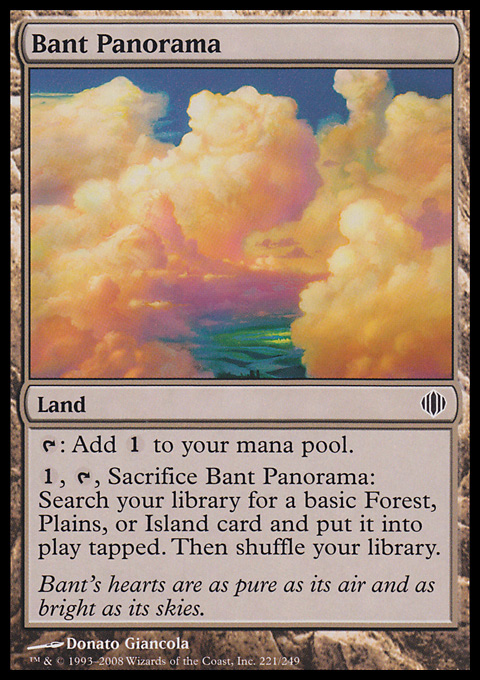 Bant Panorama
Land
: Add 1 to your mana pool.
1, , Sacrifice Bant Panorama:
Search your library for a basic Forest,
Plains, or Island card and put it into
play tapped. Then shuffle your library.
Bant's hearts are as pure as its air and as
bright as its skies.
Donato Giancola
™ & © 1993–2008 Wizards of the Coast, Inc. 221/249